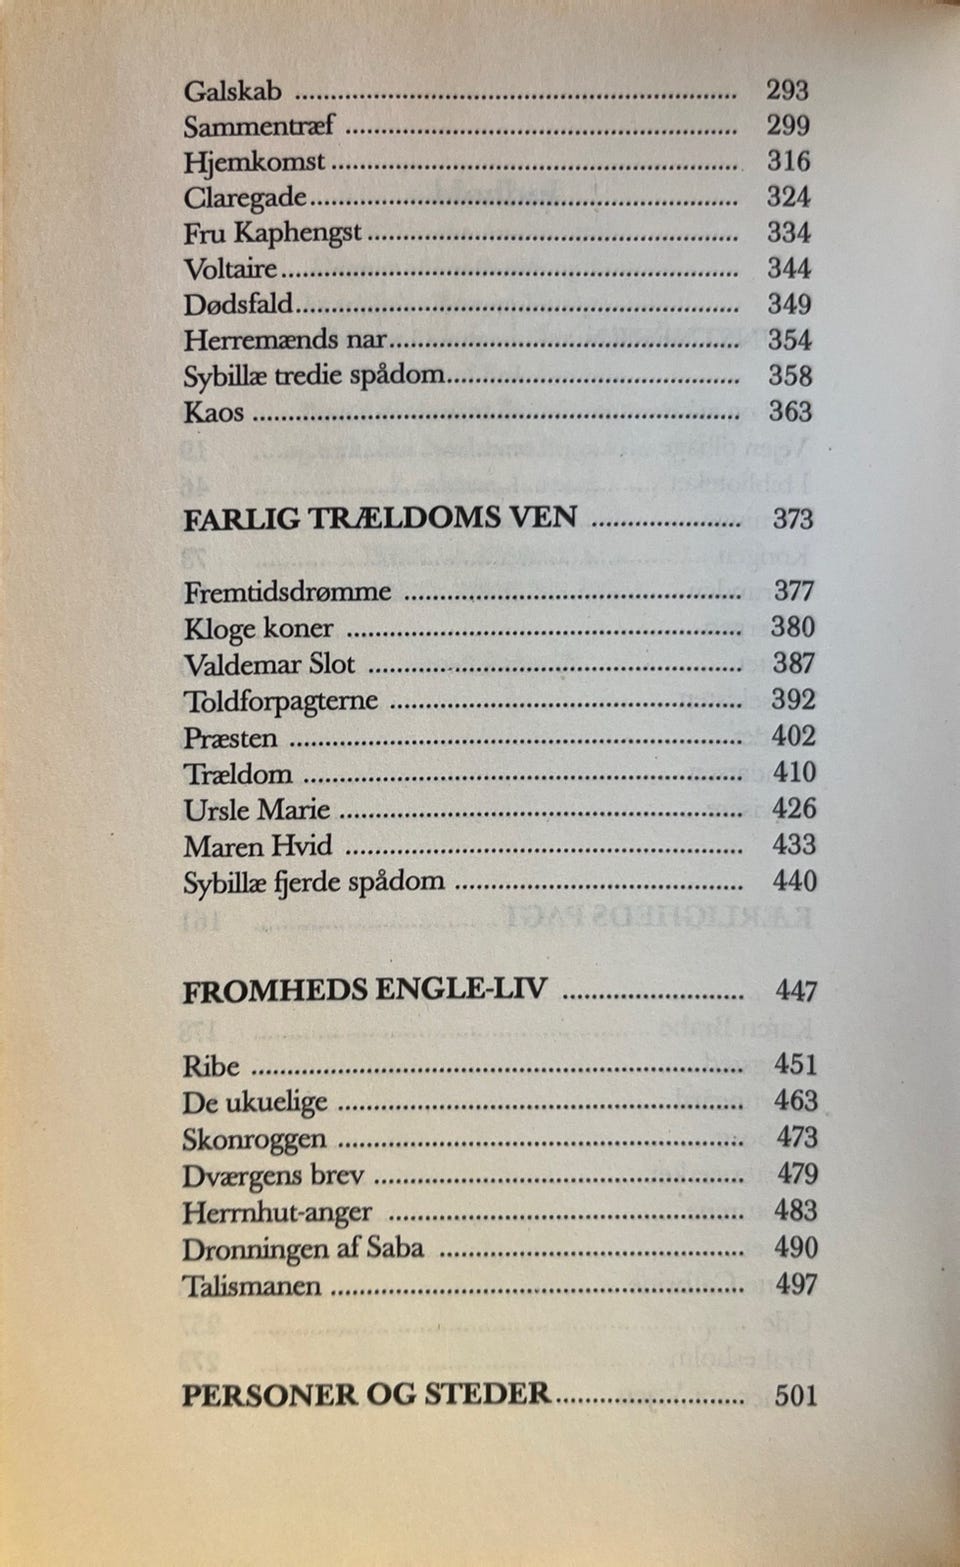 Galskab ........................ 293
Sammentræf ........................ 299
Hjemkomst ........................ 316
Claregade ........................ 324
Fru Kaphengst ........................ 334
Voltaire ........................ 344
Dødsfald ........................ 349
Herremænds nar ........................ 354
Sybillæ tredie spådom ........................ 358
Kaos ........................ 363
FARLIG TRÆLDOMS VEN ........................ 373
Fremtidsdrømme ........................ 377
Kloge koner ........................ 380
Valdemar Slot ........................ 387
Toldforpagterne ........................ 392
Præsten ........................ 402
Trældom ........................ 410
Ursle Marie ........................ 426
Maren Hvid ........................ 433
Sybillæ fjerde spådom ........................ 440
FROMHEDS ENGLE-LIV ........................ 447
Ribe ........................ 451
De ukuelige ........................ 463
Skonroggen ........................ 473
Dværgens brev ........................ 479
Herrnhut-anger ........................ 483
Dronningen af Saba ........................ 490
Talismanen ........................ 497
PERSONER OG STEDER ........................ 501